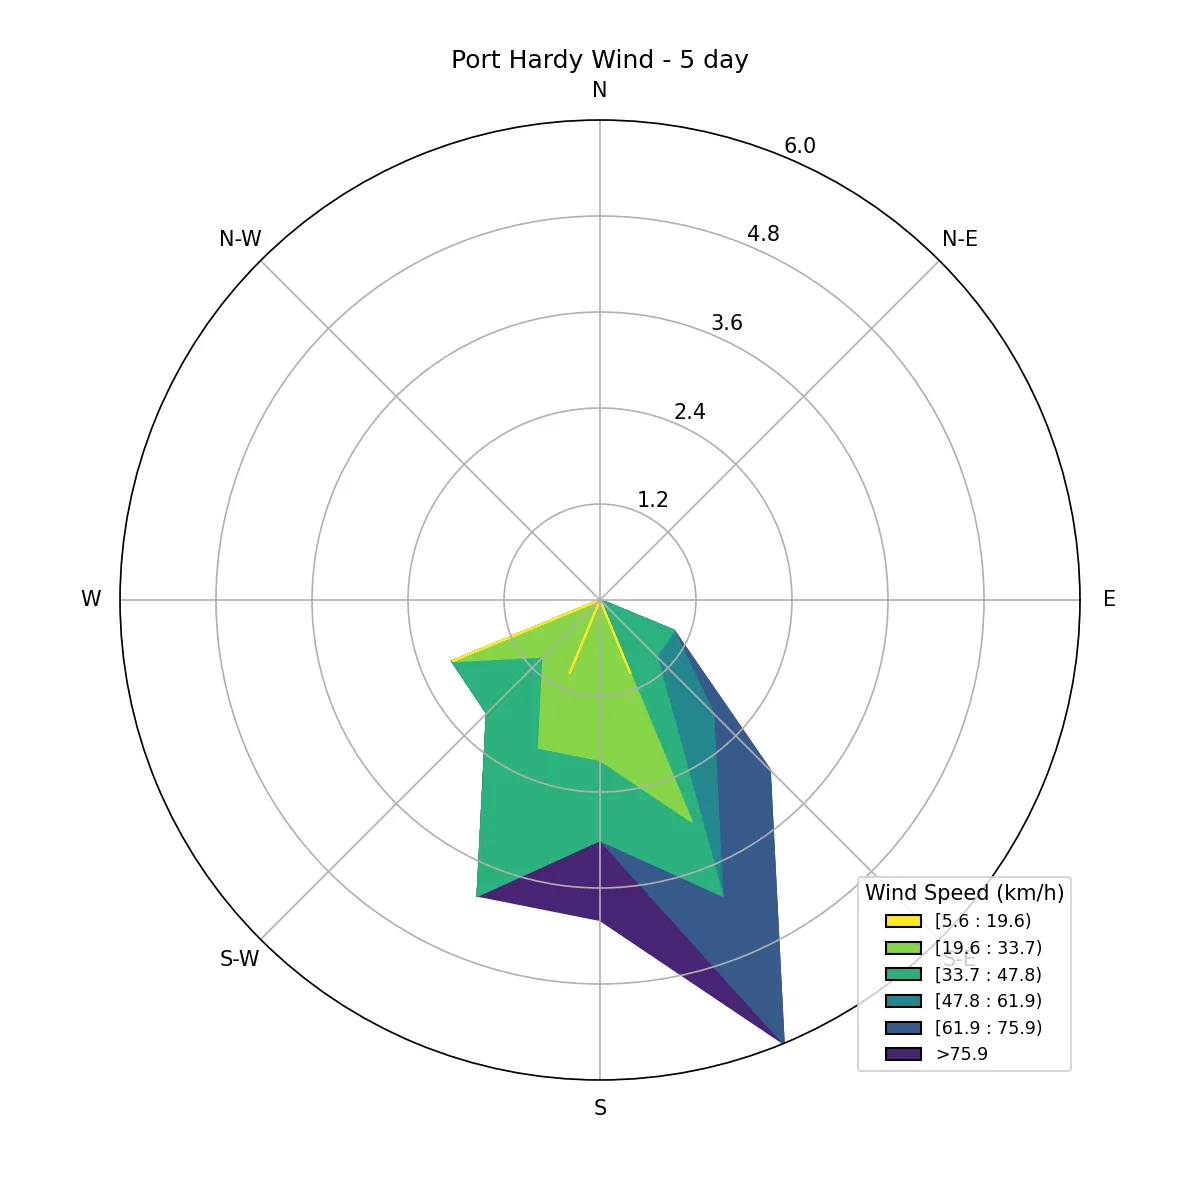 Port Hardy Wind - 5 day
N
6.0
N-W
N-E
4.8
3.6
2.4
1.2
W
E
Wind Speed (km/h)
[5.6 : 19.6)
[19.6 : 33.7)
S-W
S-E
[33.7 : 47.8)
[47.8 : 61.9)
[61.9 : 75.9)
>75.9
S